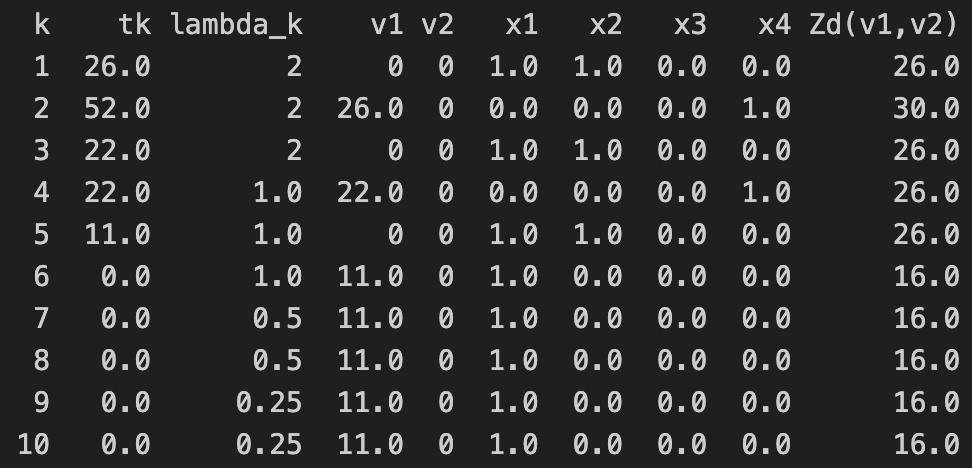 k tk lambda_k v1 v2 x1 x2 x3 x4 Zd(v1,v2)
1 26.0 2 0 0 1.0 1.0 0.0 0.0 26.0
2 52.0 2 26.0 0 0.0 0.0 0.0 1.0 30.0
3 22.0 2 0 0 1.0 1.0 0.0 0.0 26.0
4 22.0 1.0 22.0 0 0.0 0.0 0.0 1.0 26.0
5 11.0 1.0 0 0 1.0 1.0 0.0 0.0 26.0
6 0.0 1.0 11.0 0 1.0 0.0 0.0 0.0 16.0
7 0.0 0.5 11.0 0 1.0 0.0 0.0 0.0 16.0
8 0.0 0.5 11.0 0 1.0 0.0 0.0 0.0 16.0
9 0.0 0.25 11.0 0 1.0 0.0 0.0 0.0 16.0
10 0.0 0.25 11.0 0 1.0 0.0 0.0 0.0 16.0